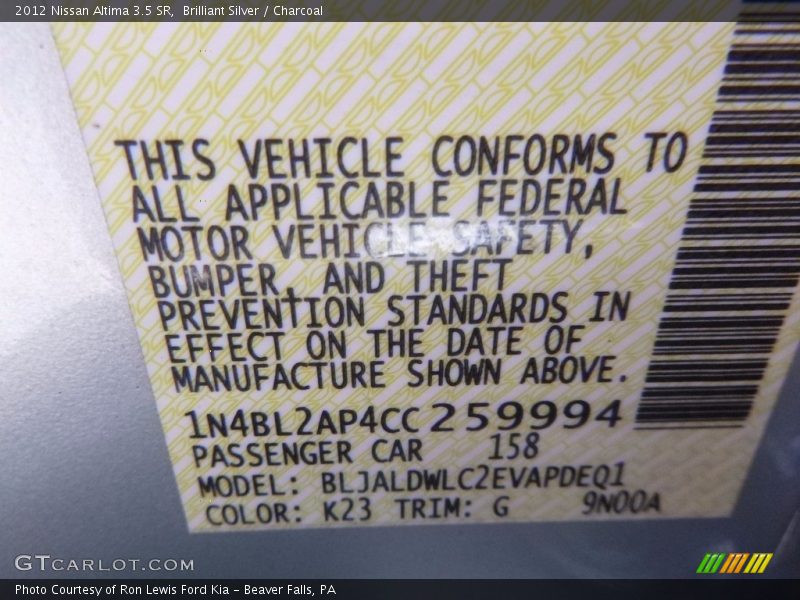 2012 Nissan Altima 3.5 SR, Brilliant Silver / Charcoal
THIS VEHICLE CONFORMS TO
ALL APPLICABLE FEDERAL
MOTOR VEHICLE SAFETY,
BUMPER, AND THEFT
PREVENTION STANDARDS IN
EFFECT ON THE DATE OF
MANUFACTURE SHOWN ABOVE.
1N4BL2AP4CC259994
PASSENGER CAR 158
MODEL: BLJALDWLC2EVAPDEQ1
COLOR: K23 TRIM: G 9N00A
GTCARLOT.COM
Photo Courtesy of Ron Lewis Ford Kia - Beaver Falls, PA